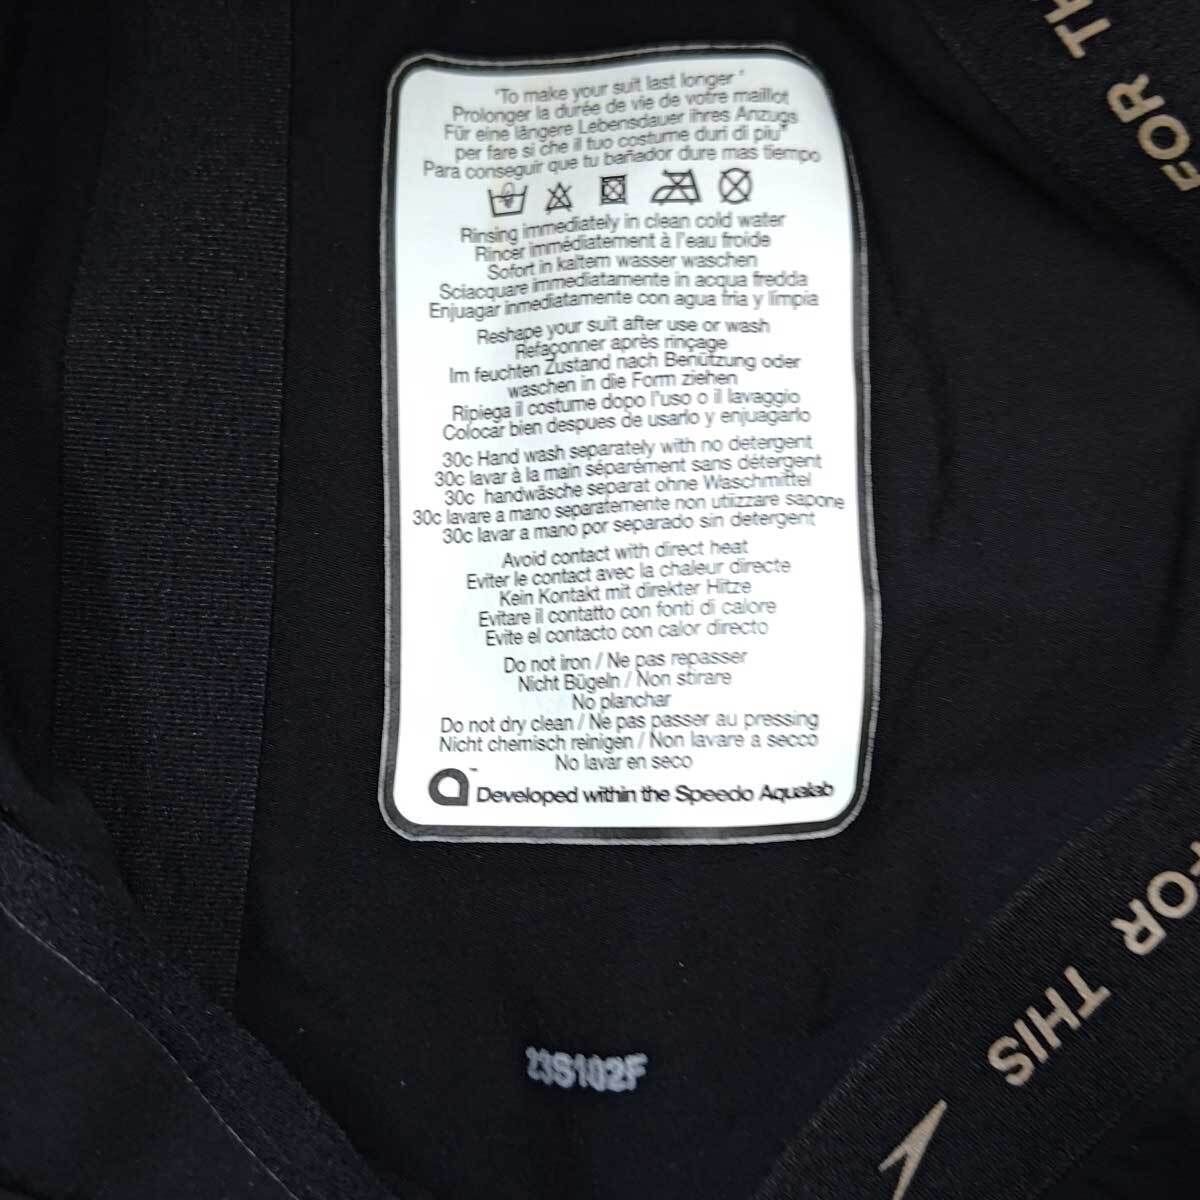 'To make your suit last longer '
Prolonger la durée de vie de votre maillot
Für eine längere Lebensdauer ihres Anzugs
per fare si che il tuo costume duri di piu"
Para conseguir que tu bañador dure mas tiempo
Rinsing immediately in clean cold water
Rincer immédiatement à l'eau froide
Sofort in kaltem wasser waschen
Sciacquare immediatamente in acqua fredda
Enjuagar inmediatamente con agua fria y limpia
Reshape your suit after use or wash
Refaçonner après rinçage
Im feuchten Zustand nach Benützung oder
waschen in die Form ziehen
Ripiega il costume dopo l'uso o il lavaggio
Colocar bien despues de usarlo y enjuagarlo
30c Hand wash separately with no detergent
30c lavar à la main séparément sans détergent
30c handwäsche separat ohne Waschmittel
30c lavare a mano separatemente non utiizzare sapone
30c lavar a mano por separado sin detergent
Avoid contact with direct heat
Eviter le contact avec la chaleur directe
Kein Kontakt mit direkter Hitze
Evitare il contatto con fonti di calore
Evite el contacto con calor directo
Do not iron / Ne pas repasser
Nicht Bügeln / Non stirare
No planchar
Do not dry clean / Ne pas passer au pressing
Nicht chemisch reinigen / Non lavare a secco
No lavar en seco
Developed within the Speedo Aqualab
23S102F
FOR TH
FOR THIS